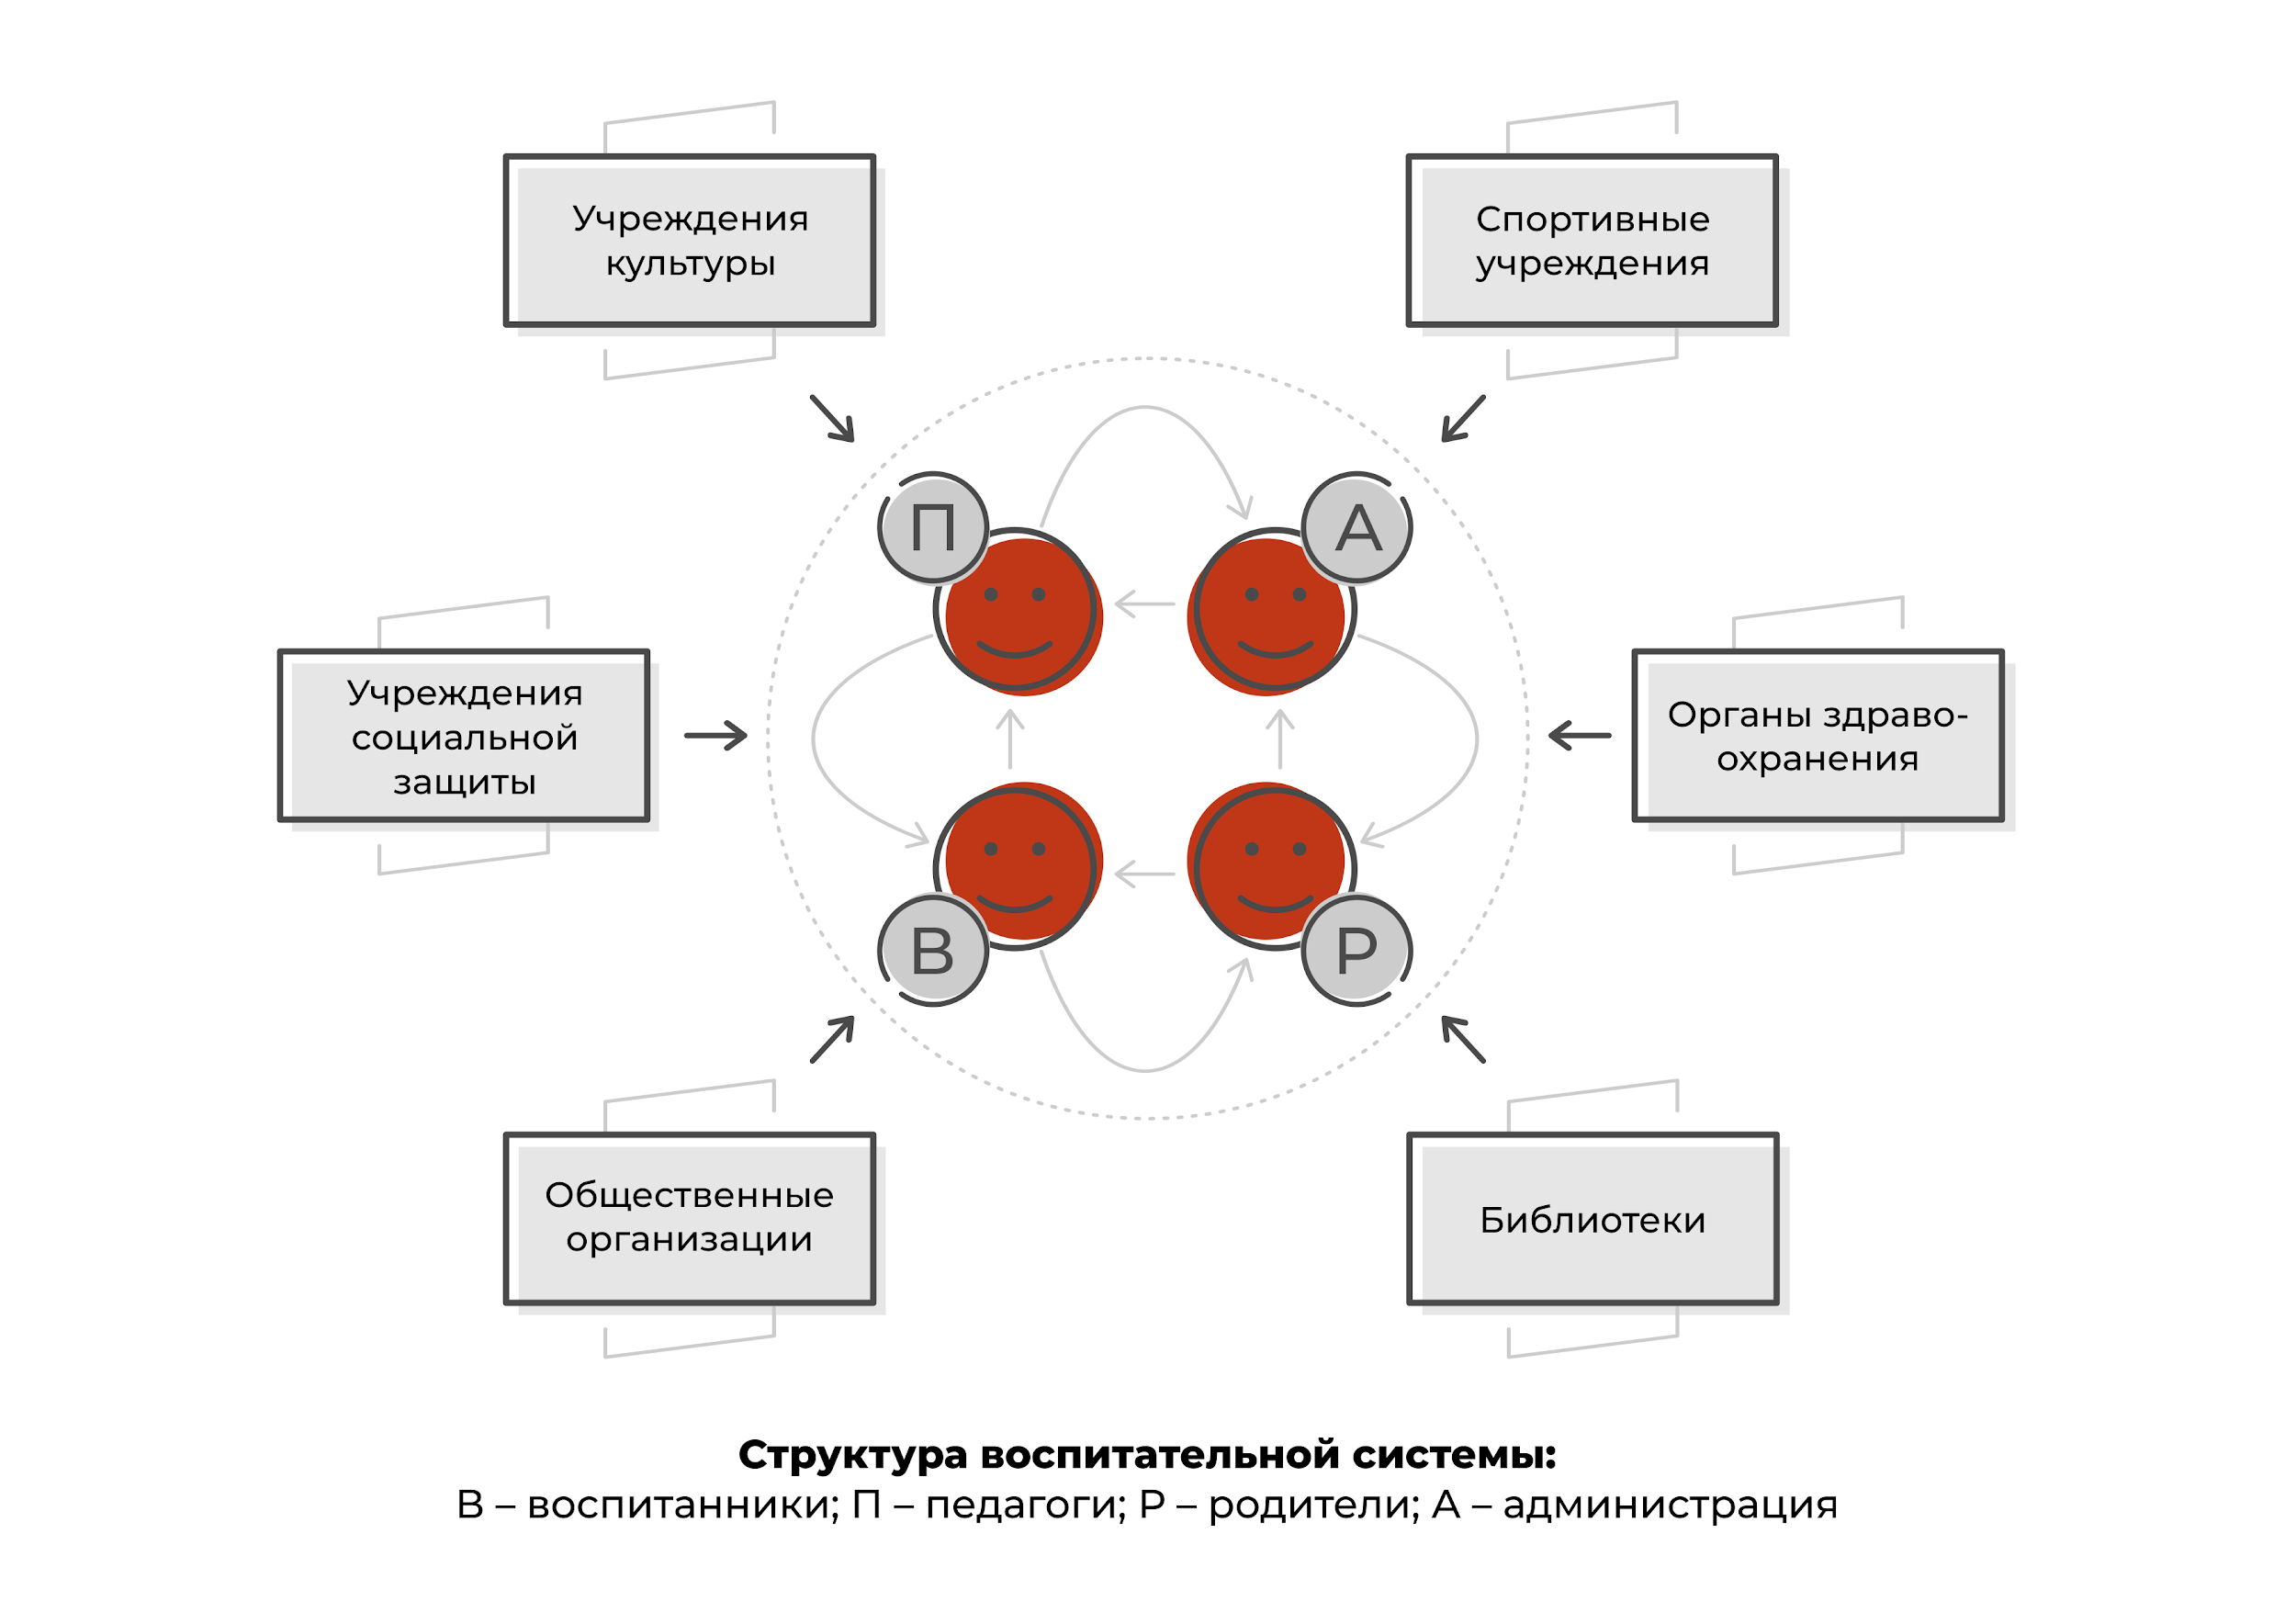 Учреждения
культуры
Спортивные
учреждения
П
А
Учреждения
социальной
защиты
Органы здраво-
охранения
В
Р
Общественные
организации
Библиотеки
Структура воспитательной системы:
В – воспитанники; П – педагоги; Р – родители; А – администрация